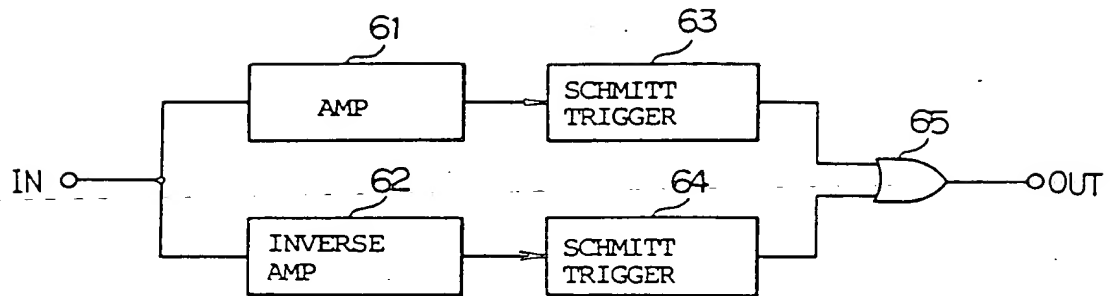 61
AMP
63
SCHMITT
TRIGGER
65
IN
OUT
62
INVERSE
AMP
64
SCHMITT
TRIGGER